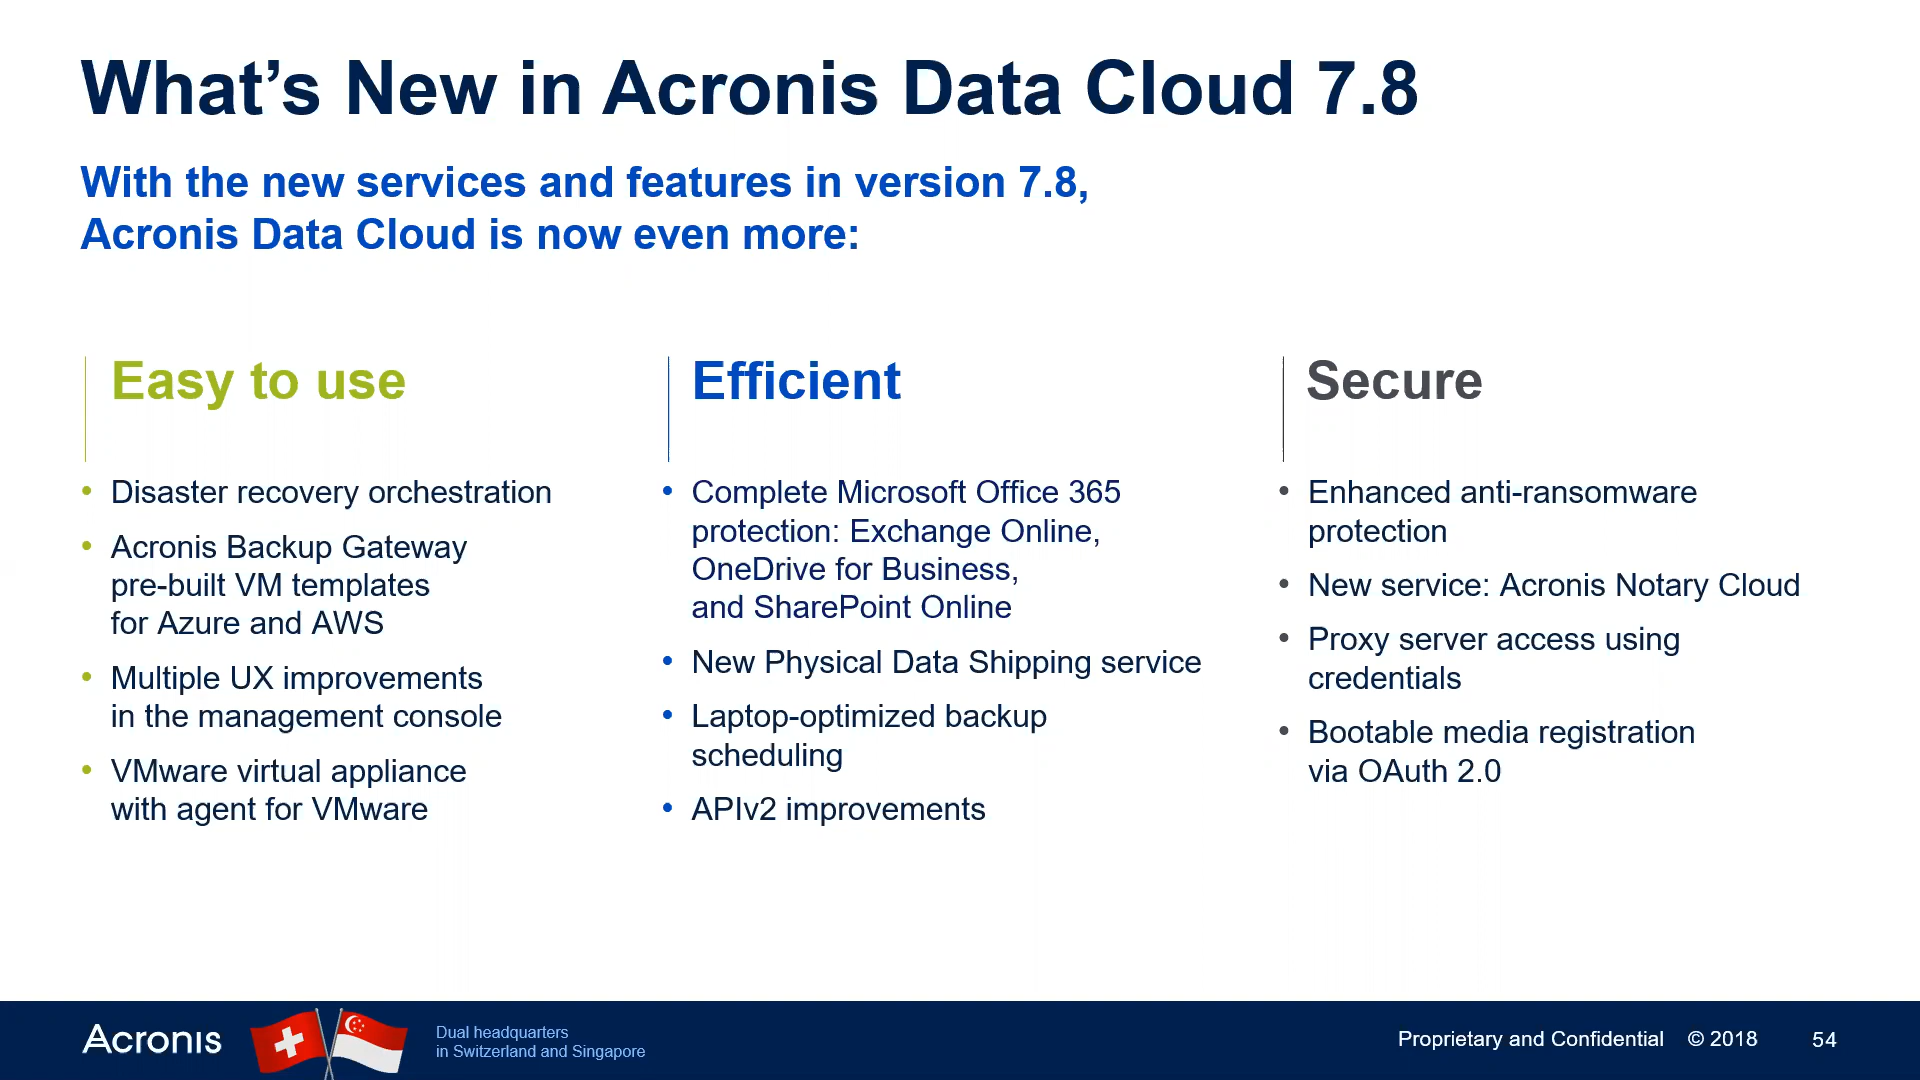 What’s New in Acronis Data Cloud 7.8
With the new services and features in version 7.8,
Acronis Data Cloud is now even more:
Easy to use
• Disaster recovery orchestration
• Acronis Backup Gateway
pre-built VM templates
for Azure and AWS
• Multiple UX improvements
in the management console
• VMware virtual appliance
with agent for VMware
Efficient
• Complete Microsoft Office 365
protection: Exchange Online,
OneDrive for Business,
and SharePoint Online
• New Physical Data Shipping service
• Laptop-optimized backup
scheduling
• APIv2 improvements
Secure
• Enhanced anti-ransomware
protection
• New service: Acronis Notary Cloud
• Proxy server access using
credentials
• Bootable media registration
via OAuth 2.0
Acronis
Dual headquarters
in Switzerland and Singapore
Proprietary and Confidential © 2018 54